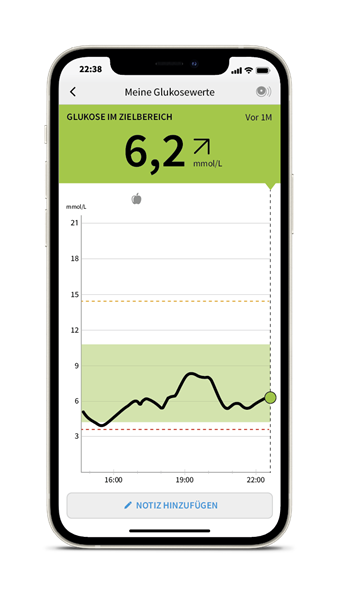 22:38
Meine Glukosewerte
GLUKOSE IM ZIELBEREICH
Vor 1M
6,2
mmol/L
mmol/L
21
18
15
12
9
6
3
16:00
19:00
22:00
NOTIZ HINZUFÜGEN